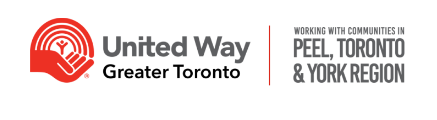 United Way
Greater Toronto
WORKING WITH COMMUNITIES IN
PEEL, TORONTO
& YORK REGION